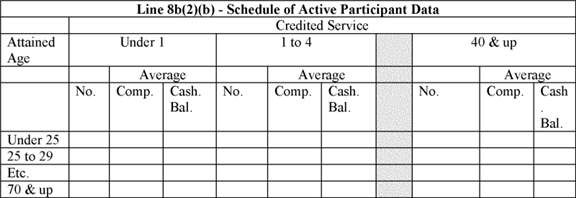 Line 8b(2)(b) - Schedule of Active Participant Data
Credited Service
Attained Age
Under 1
1 to 4
40 & up
Average
Average
Average
No.
Comp.
Cash. Bal.
No.
Comp.
Cash. Bal.
No.
Comp.
Cash . Bal.
Under 25
25 to 29
Etc.
70 & up